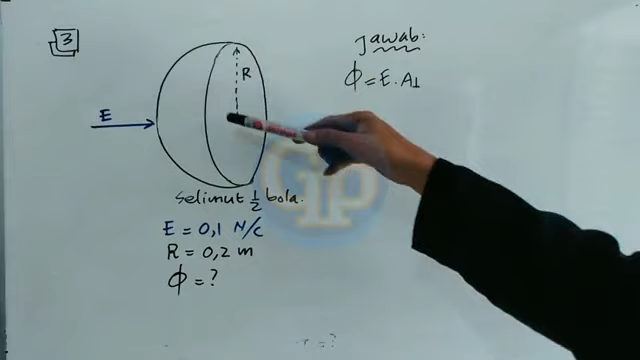 3
Jawab:
R
ϕ = E . A⊥
E
Selimut 1/2 bola.
E = 0,1 N/C
R = 0,2 m
ϕ = ?